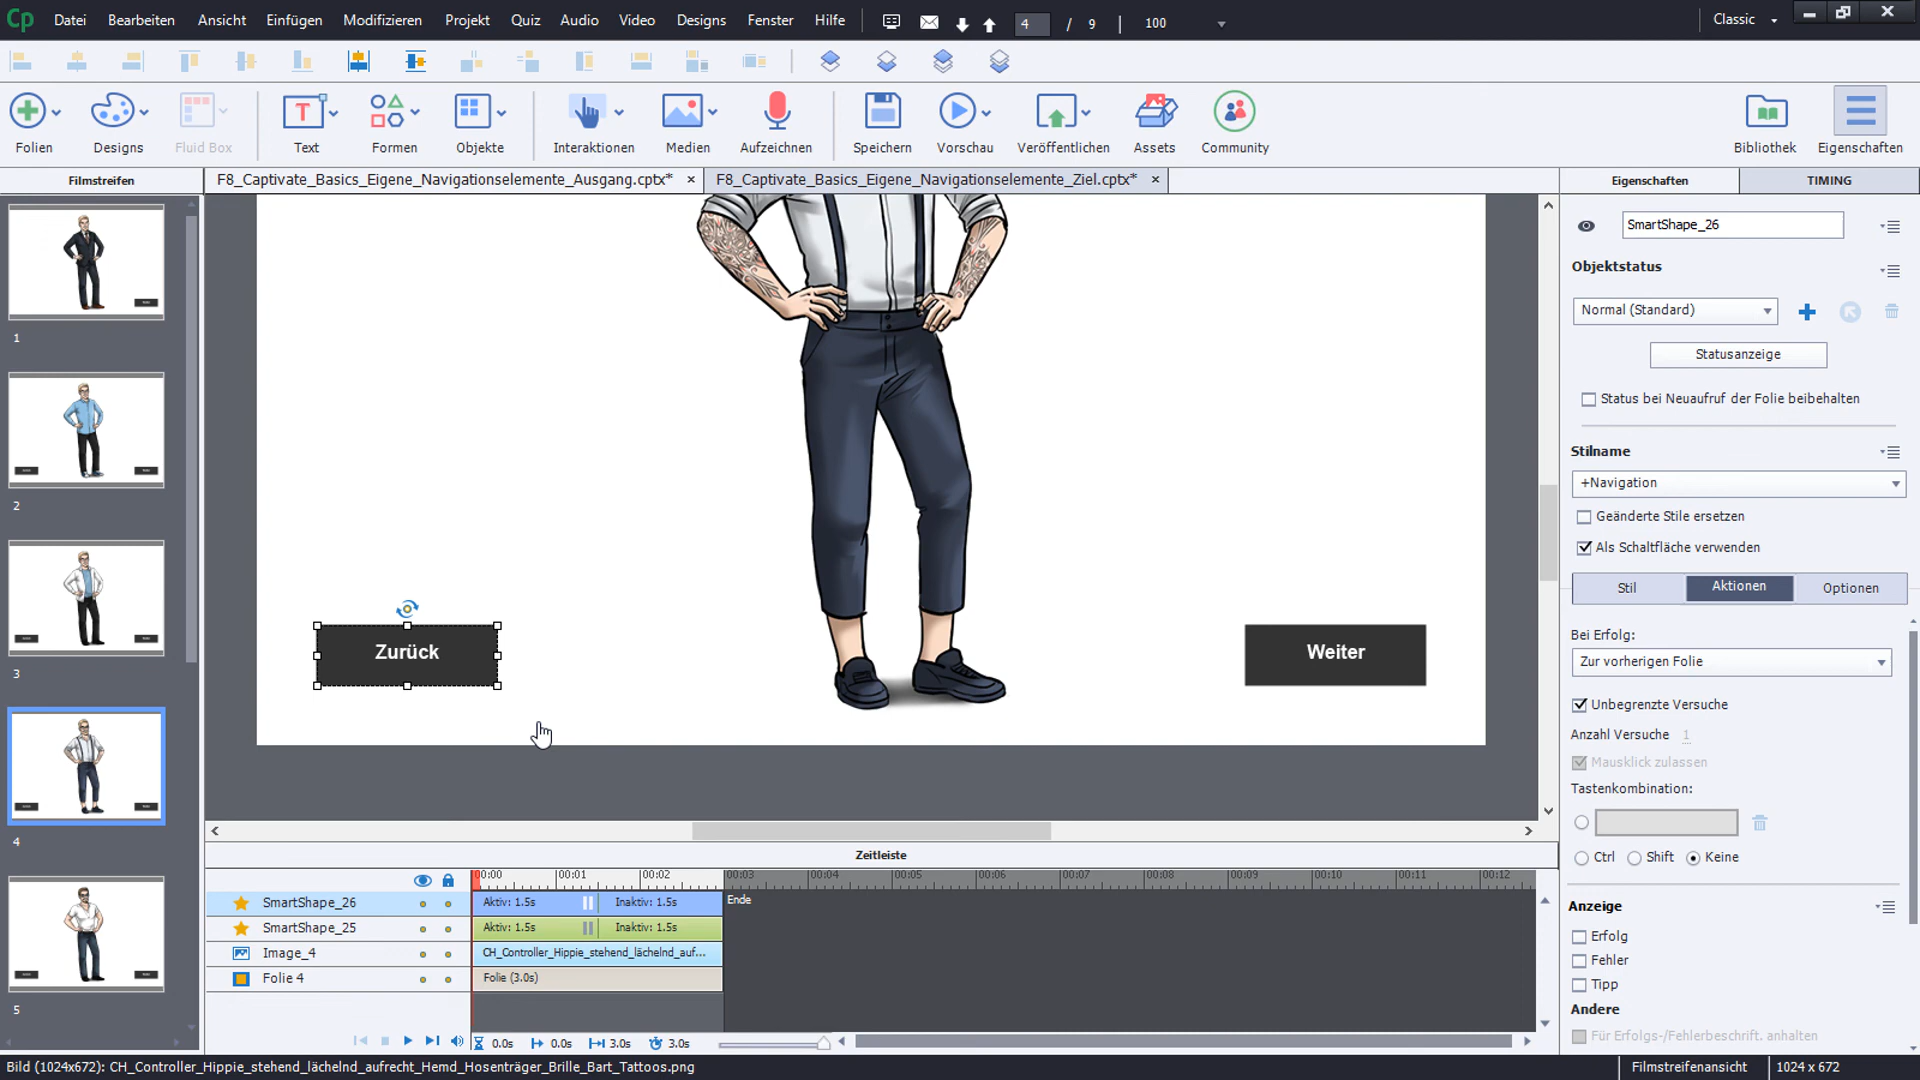 Cp Datei Bearbeiten Ansicht Einfügen Modifizieren Projekt Quiz Audio Video Designs Fenster Hilfe 4 / 9 100 Classic
Folien Designs Fluid Box Text Formen Objekte Interaktionen Medien Aufzeichnen Speichern Vorschau Veröffentlichen Assets Community Bibliothek Eigenschaften
Filmstreifen
F8_Captivate_Basics_Eigene_Navigationselemente_Ausgang.cptx*
F8_Captivate_Basics_Eigene_Navigationselemente_Ziel.cptx*
Eigenschaften TIMING
1
2
3
4
5
Zurück
Weiter
SmartShape_26
Objektstatus
Normal (Standard)
Statusanzeige
Status bei Neuaufruf der Folie beibehalten
Stilname
+Navigation
Geänderte Stile ersetzen
Als Schaltfläche verwenden
Stil Aktionen Optionen
Bei Erfolg:
Zur vorherigen Folie
Unbegrenzte Versuche
Anzahl Versuche 1
Mausklick zulassen
Tastenkombination:
Ctrl Shift Keine
Anzeige
Erfolg
Fehler
Tipp
Andere
Für Erfolgs-/Fehlerbeschrift. anhalten
Zeitleiste
00:00 00:01 00:02 00:03 00:04 00:05 00:06 00:07 00:08 00:09 00:10 00:11 00:12
SmartShape_26 Aktiv: 1.5s Inaktiv: 1.5s Ende
SmartShape_25 Aktiv: 1.5s Inaktiv: 1.5s
Image_4 CH_Controller_Hippie_stehend_lächelnd_auf...
Folie 4 Folie (3.0s)
0.0s 0.0s 3.0s 3.0s
Bild (1024x672): CH_Controller_Hippie_stehend_lächelnd_aufrecht_Hemd_Hosenträger_Brille_Bart_Tattoos.png
Filmstreifenansicht 1024 x 672